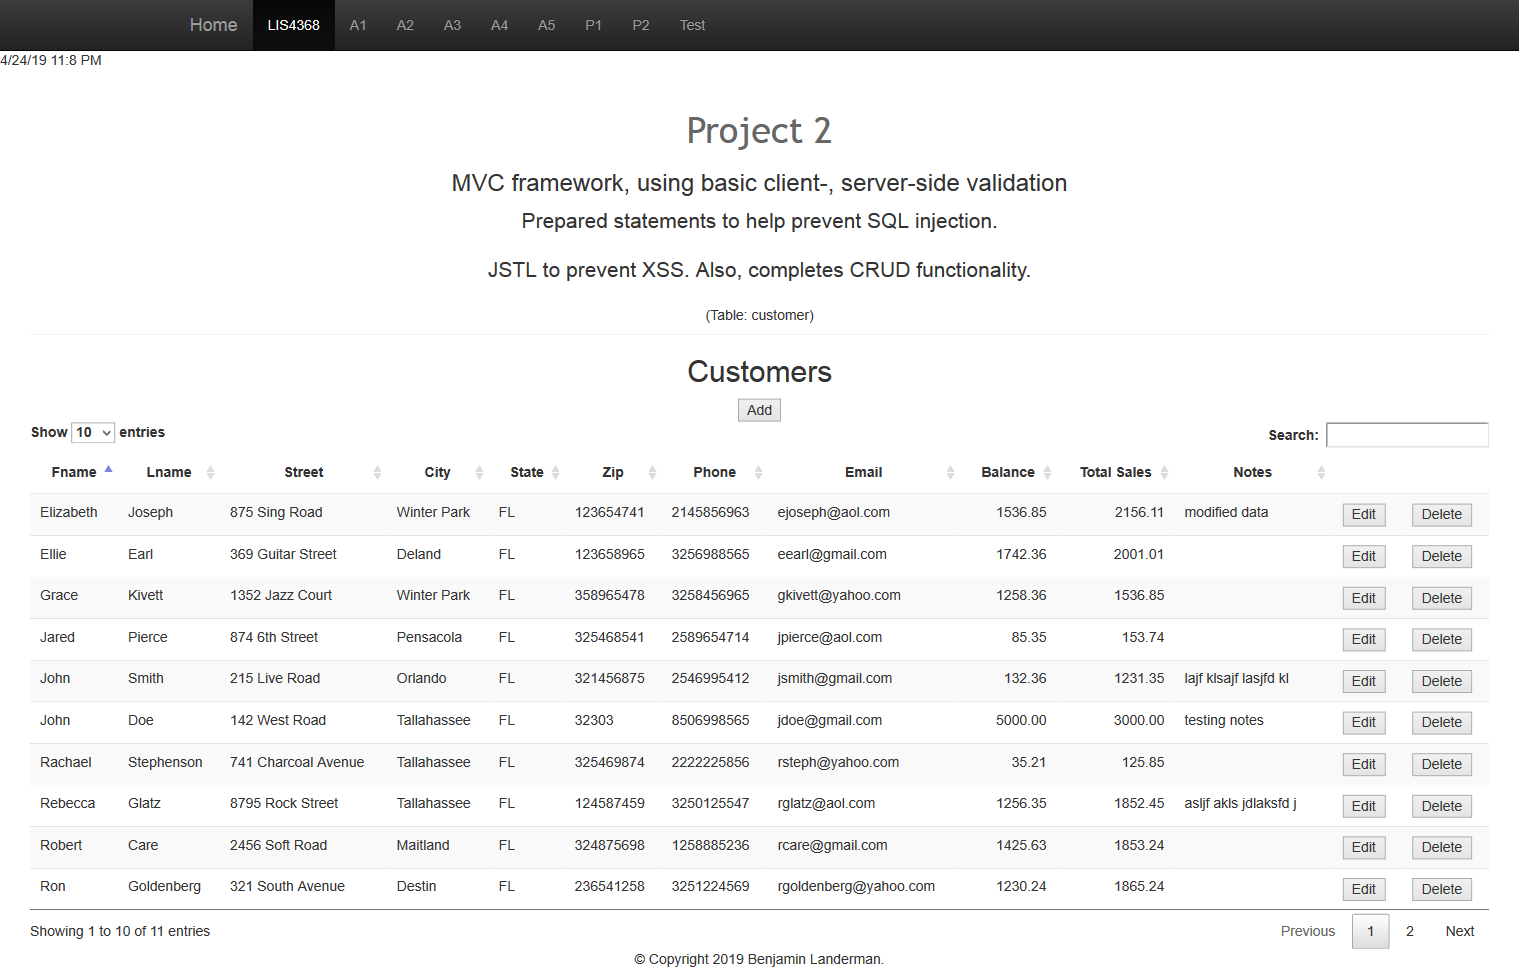 Home LIS4368 A1 A2 A3 A4 A5 P1 P2 Test
4/24/19 11:8 PM
Project 2
MVC framework, using basic client-, server-side validation
Prepared statements to help prevent SQL injection.
JSTL to prevent XSS. Also, completes CRUD functionality.
(Table: customer)
Customers
Add
Show 10 entries Search:
Fname Lname Street City State Zip Phone Email Balance Total Sales Notes
Elizabeth Joseph 875 Sing Road Winter Park FL 123654741 2145856963 ejoseph@aol.com 1536.85 2156.11 modified data Edit Delete
Ellie Earl 369 Guitar Street Deland FL 123658965 3256988565 eearl@gmail.com 1742.36 2001.01 Edit Delete
Grace Kivett 1352 Jazz Court Winter Park FL 358965478 3258456965 gkivett@yahoo.com 1258.36 1536.85 Edit Delete
Jared Pierce 874 6th Street Pensacola FL 325468541 2589654714 jpierce@aol.com 85.35 153.74 Edit Delete
John Smith 215 Live Road Orlando FL 321456875 2546995412 jsmith@gmail.com 132.36 1231.35 lajf klsajf lasjfd kl Edit Delete
John Doe 142 West Road Tallahassee FL 32303 8506998565 jdoe@gmail.com 5000.00 3000.00 testing notes Edit Delete
Rachael Stephenson 741 Charcoal Avenue Tallahassee FL 325469874 2222225856 rsteph@yahoo.com 35.21 125.85 Edit Delete
Rebecca Glatz 8795 Rock Street Tallahassee FL 124587459 3250125547 rglatz@aol.com 1256.35 1852.45 asljf akls jdlaksfd j Edit Delete
Robert Care 2456 Soft Road Maitland FL 324875698 1258885236 rcare@gmail.com 1425.63 1853.24 Edit Delete
Ron Goldenberg 321 South Avenue Destin FL 236541258 3251224569 rgoldenberg@yahoo.com 1230.24 1865.24 Edit Delete
Showing 1 to 10 of 11 entries Previous 1 2 Next
© Copyright 2019 Benjamin Landerman.